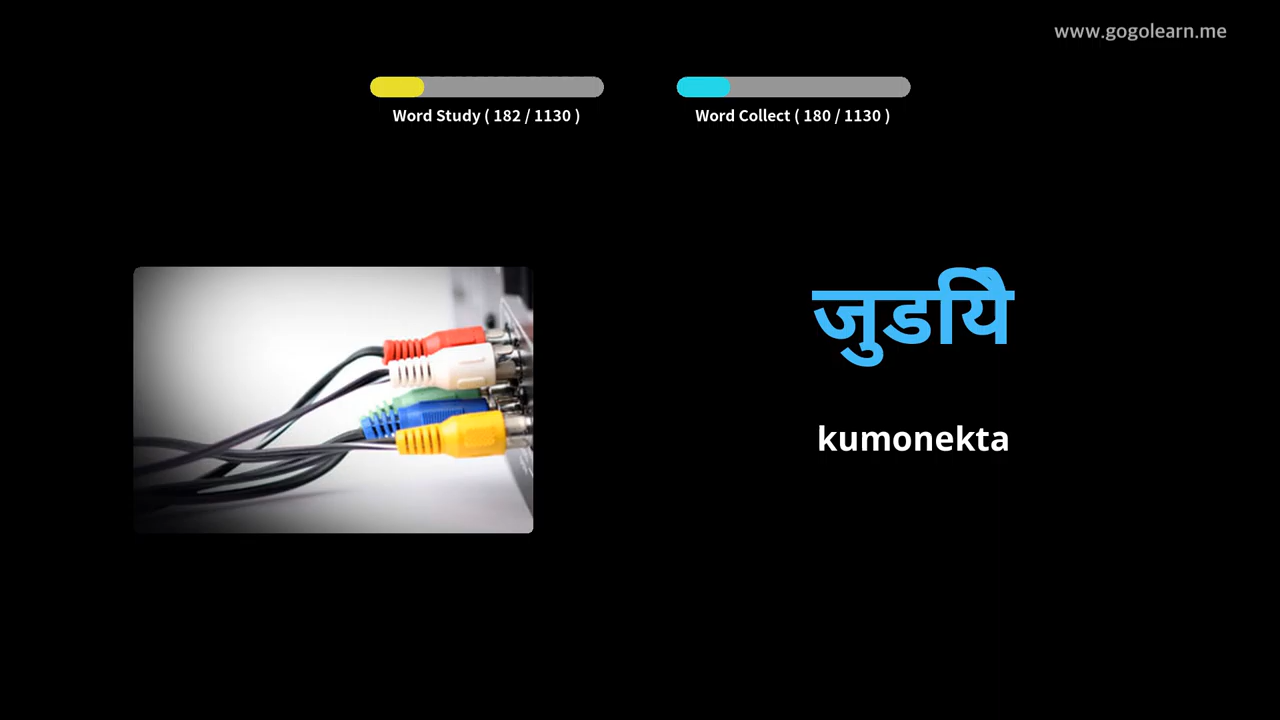 www.gogolearn.me
Word Study ( 182 / 1130 )
Word Collect ( 180 / 1130 )
जुडयिै
kumonekta